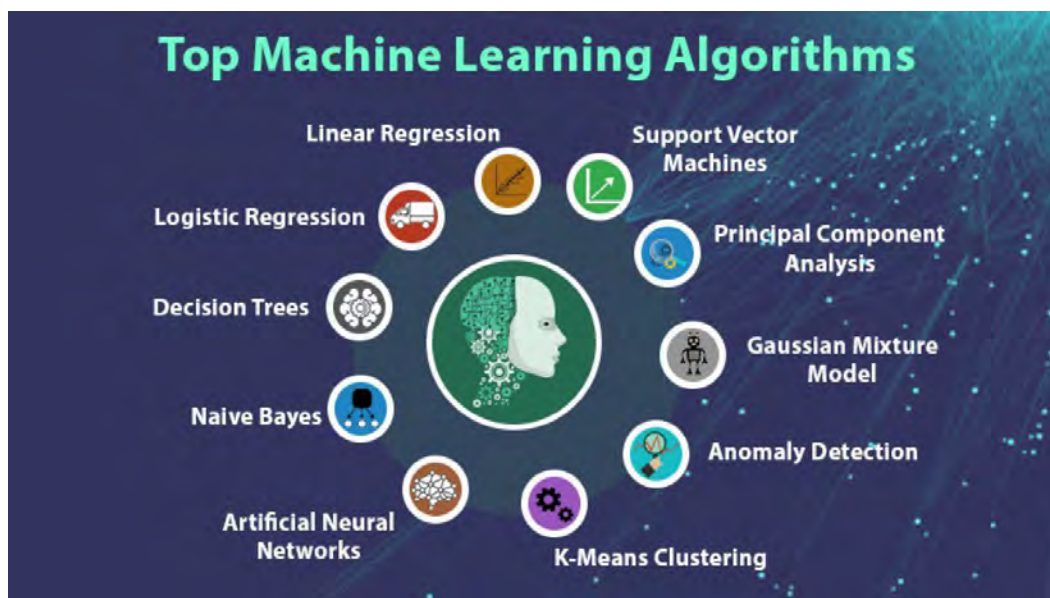 Top Machine Learning Algorithms
Linear Regression
Support Vector
Machines
Logistic Regression
Principal Component
Analysis
Decision Trees
Gaussian Mixture
Model
Naive Bayes
Anomaly Detection
Artificial Neural
Networks
K-Means Clustering